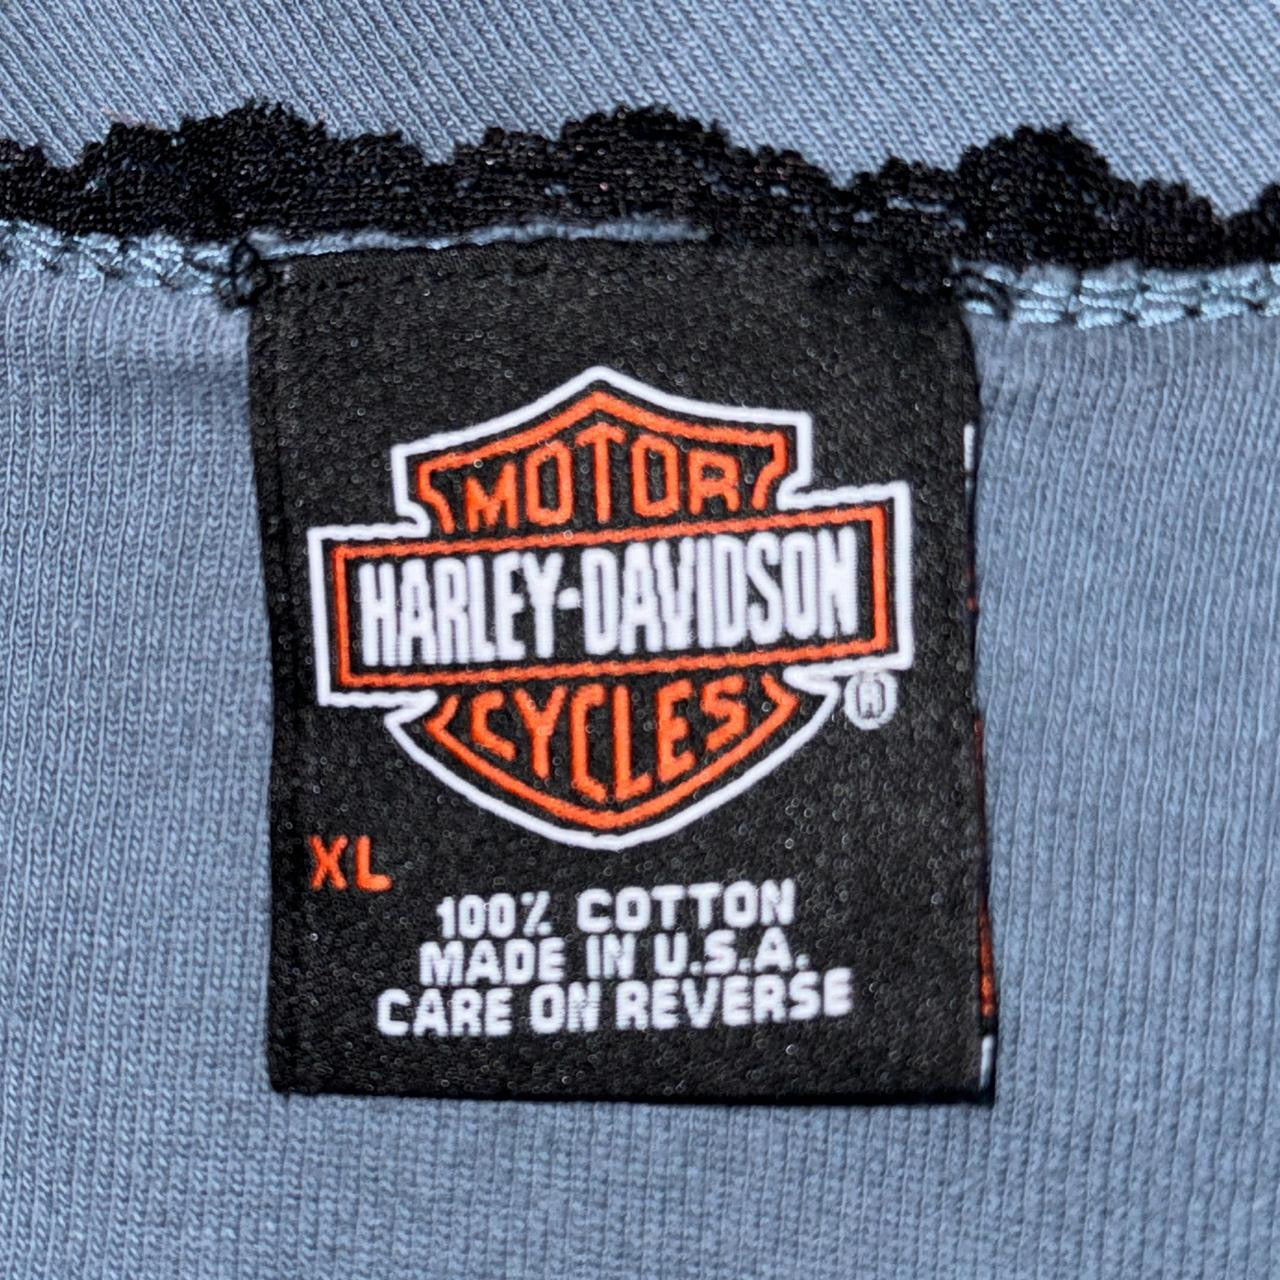 MOTOR
HARLEY-DAVIDSON
CYCLES
®
XL
100% COTTON
MADE IN U.S.A.
CARE ON REVERSE